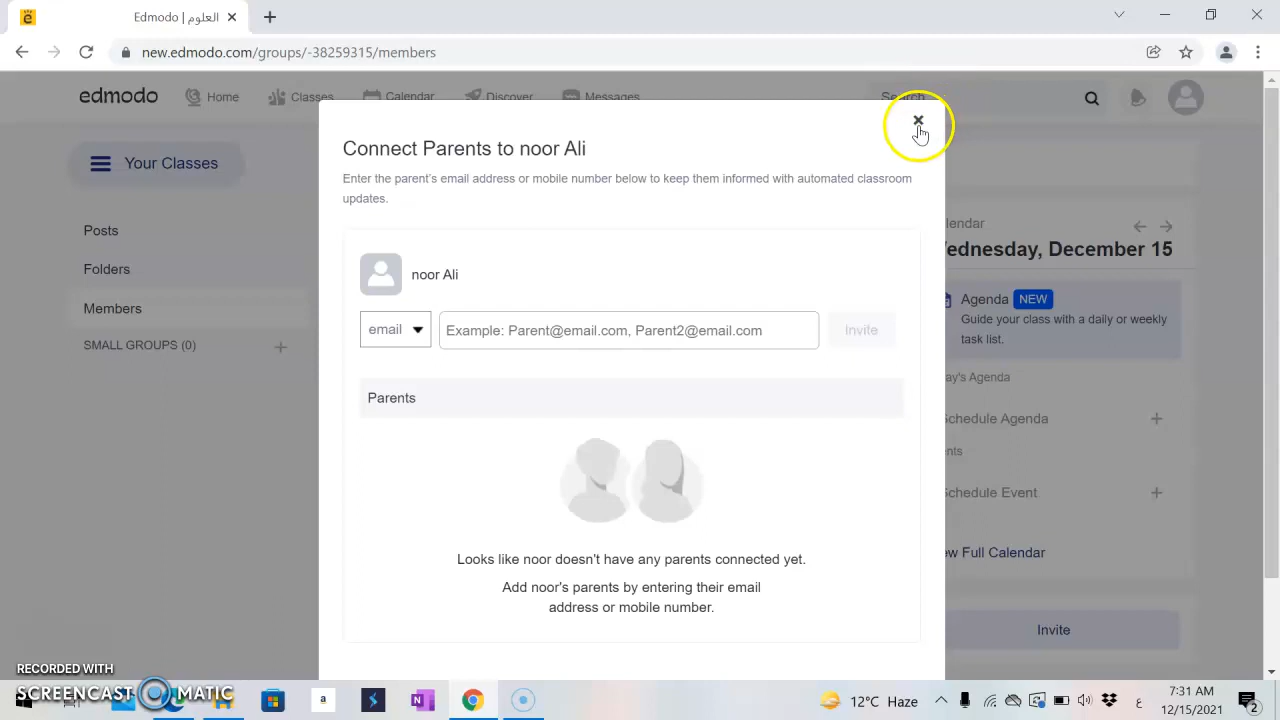 Edmodo | العلوم
new.edmodo.com/groups/-38259315/members
edmodo
Home
Classes
Calendar
Discover
Messages
Search
Your Classes
Posts
Folders
Members
SMALL GROUPS (0)
Connect Parents to noor Ali
Enter the parent's email address or mobile number below to keep them informed with automated classroom
updates.
noor Ali
email
Example: Parent@email.com, Parent2@email.com
Invite
Parents
Looks like noor doesn't have any parents connected yet.
Add noor's parents by entering their email
address or mobile number.
lendar
ednesday, December 15
Agenda NEW
Guide your class with a daily or weekly
task list.
ay's Agenda
chedule Agenda
ents
chedule Event
ew Full Calendar
Invite
RECORDED WITH
SCREENCAST MATIC
a
N
12°C Haze
ع
7:31 AM
12/15/2021
2